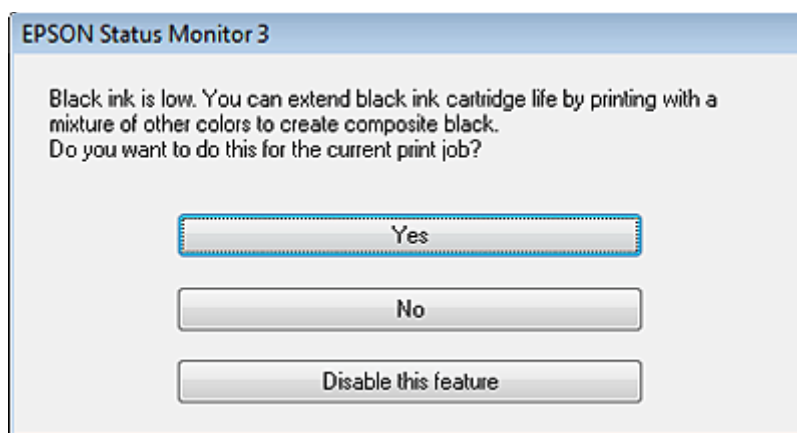 EPSON Status Monitor 3
Black ink is low. You can extend black ink cartridge life by printing with a
mixture of other colors to create composite black.
Do you want to do this for the current print job?
Yes
No
Disable this feature